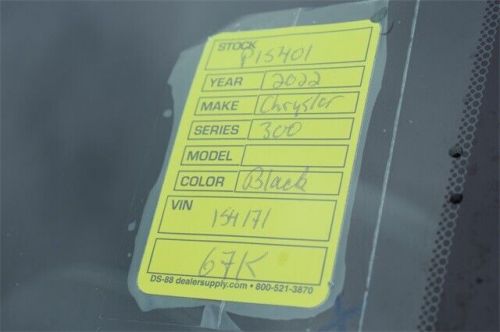 STOCK P15401
YEAR 2022
MAKE Chrysler
SERIES 300
MODEL
COLOR Black
VIN
154171
67K
DS-88 dealersupply.com • 800-521-3870